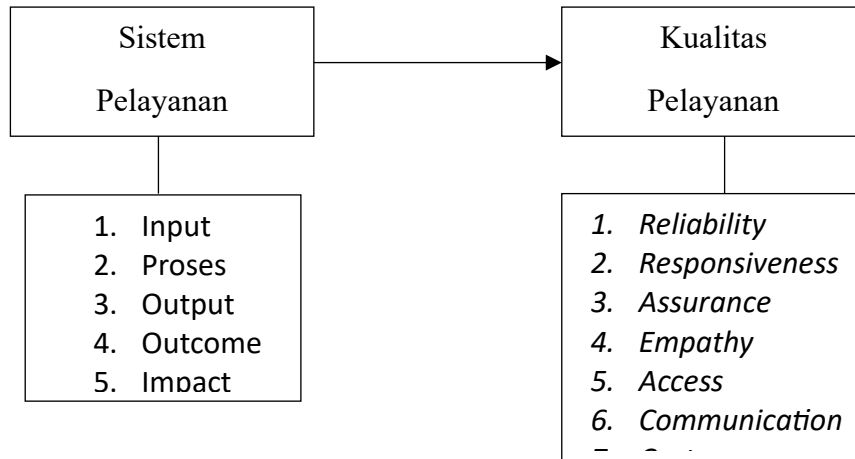 Sistem
Pelayanan
Kualitas
Pelayanan
1. Input
2. Proses
3. Output
4. Outcome
5. Impact
1. Reliability
2. Responsiveness
3. Assurance
4. Empathy
5. Access
6. Communication